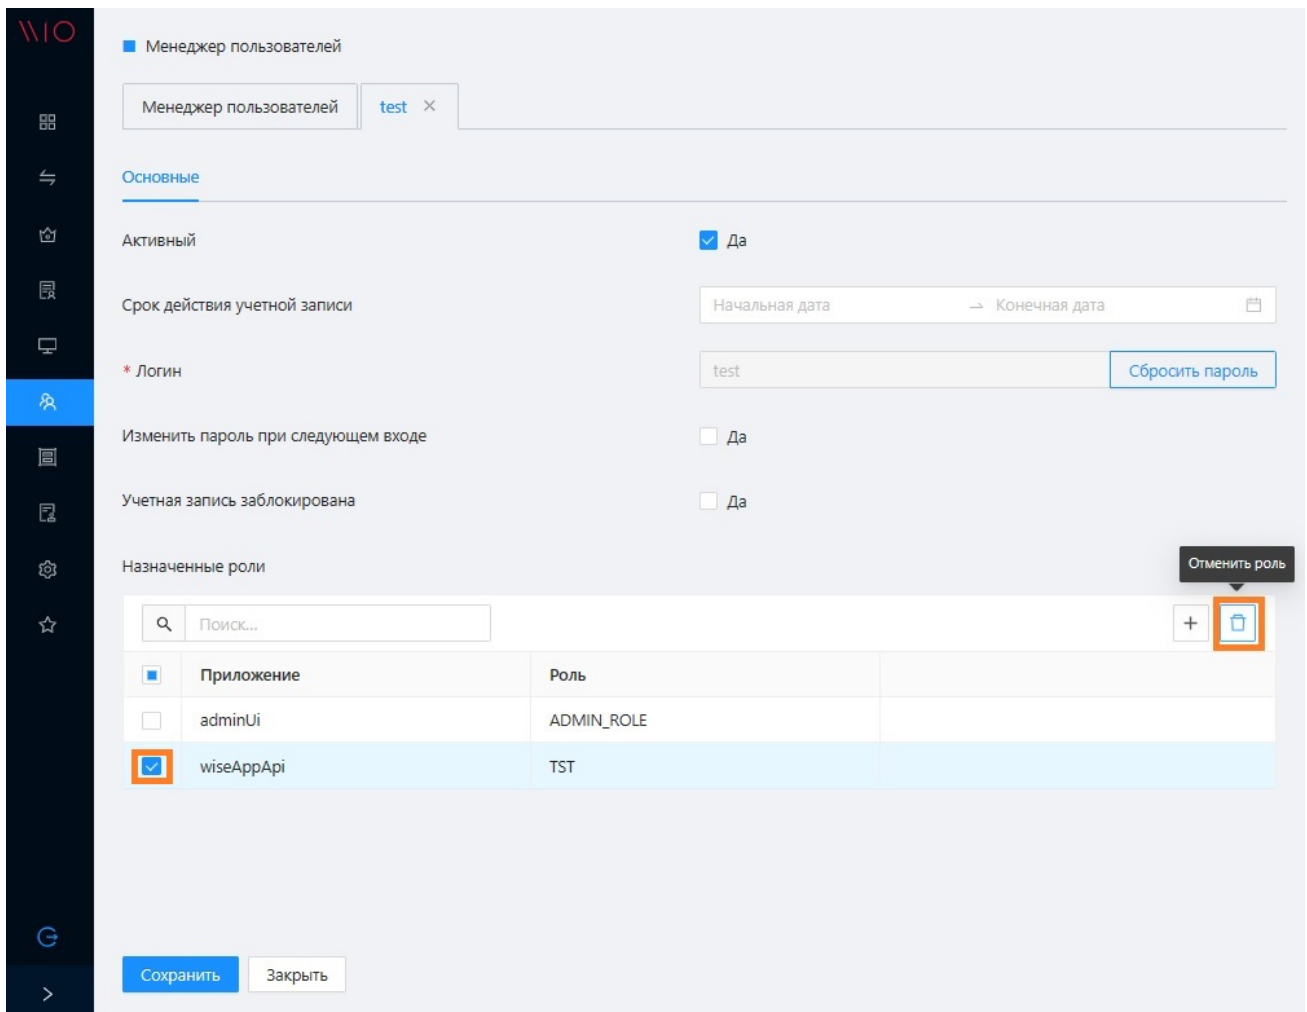 WIO
Менеджер пользователей
Менеджер пользователей test
Основные
Активный Да
Срок действия учетной записи Начальная дата → Конечная дата
* Логин test Сбросить пароль
Изменить пароль при следующем входе Да
Учетная запись заблокирована Да
Отменить роль
Назначенные роли
Поиск...
Приложение Роль
adminUi ADMIN_ROLE
wiseAppApi TST
Сохранить Закрыть